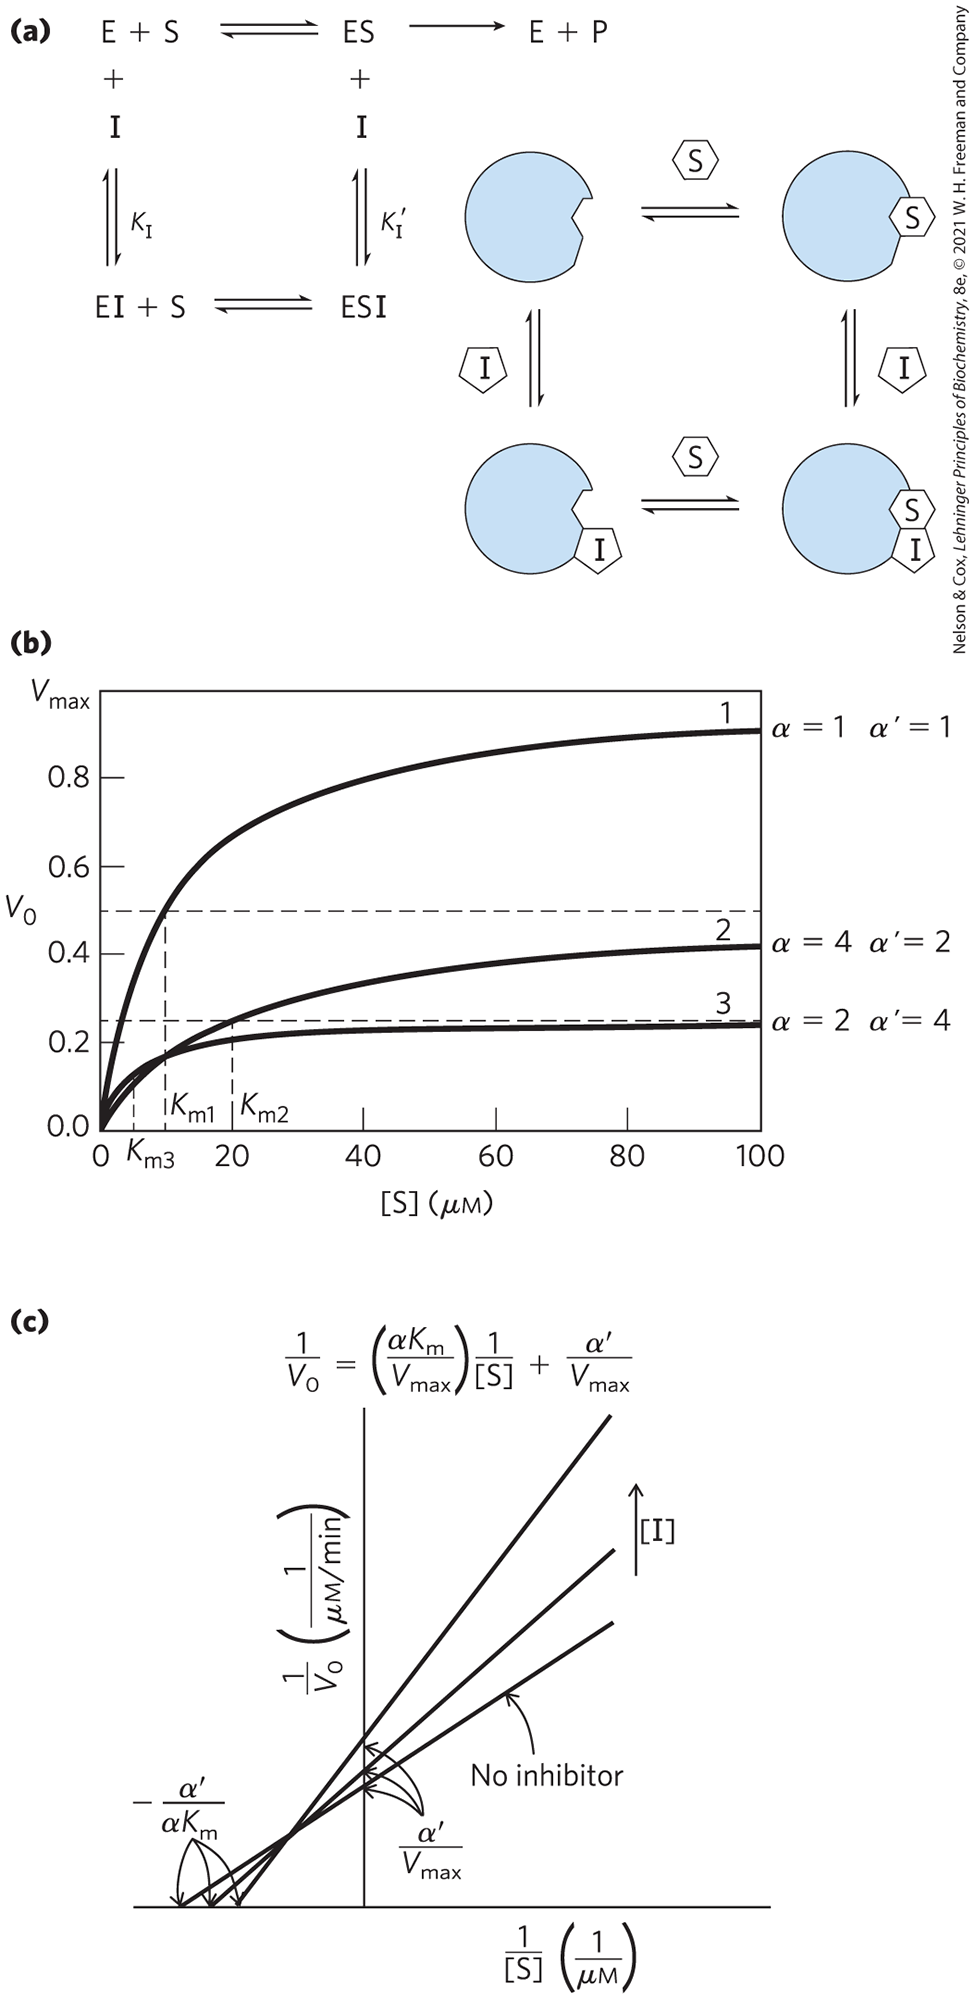 (a)
E + S ⇌ ES → E + P
+ +
I I
K_I K_I′
EI + S ⇌ ESI
S
S
I I
S
I
S
I
Nelson & Cox, Lehninger Principles of Biochemistry, 8e, © 2021 W. H. Freeman and Company
(b)
V_max
0.8
0.6
V_0
0.4
0.2
0.0
1 α = 1 α′ = 1
2 α = 4 α′ = 2
3 α = 2 α′ = 4
K_m1 K_m2
K_m3
0 20 40 60 80 100
[S] (μM)
(c)
1/V_0 = (αK_m/V_max) 1/[S] + α′/V_max
1/V_0 (1/μM/min)
[I]
No inhibitor
−α′/αK_m
α′/V_max
1/[S] (1/μM)